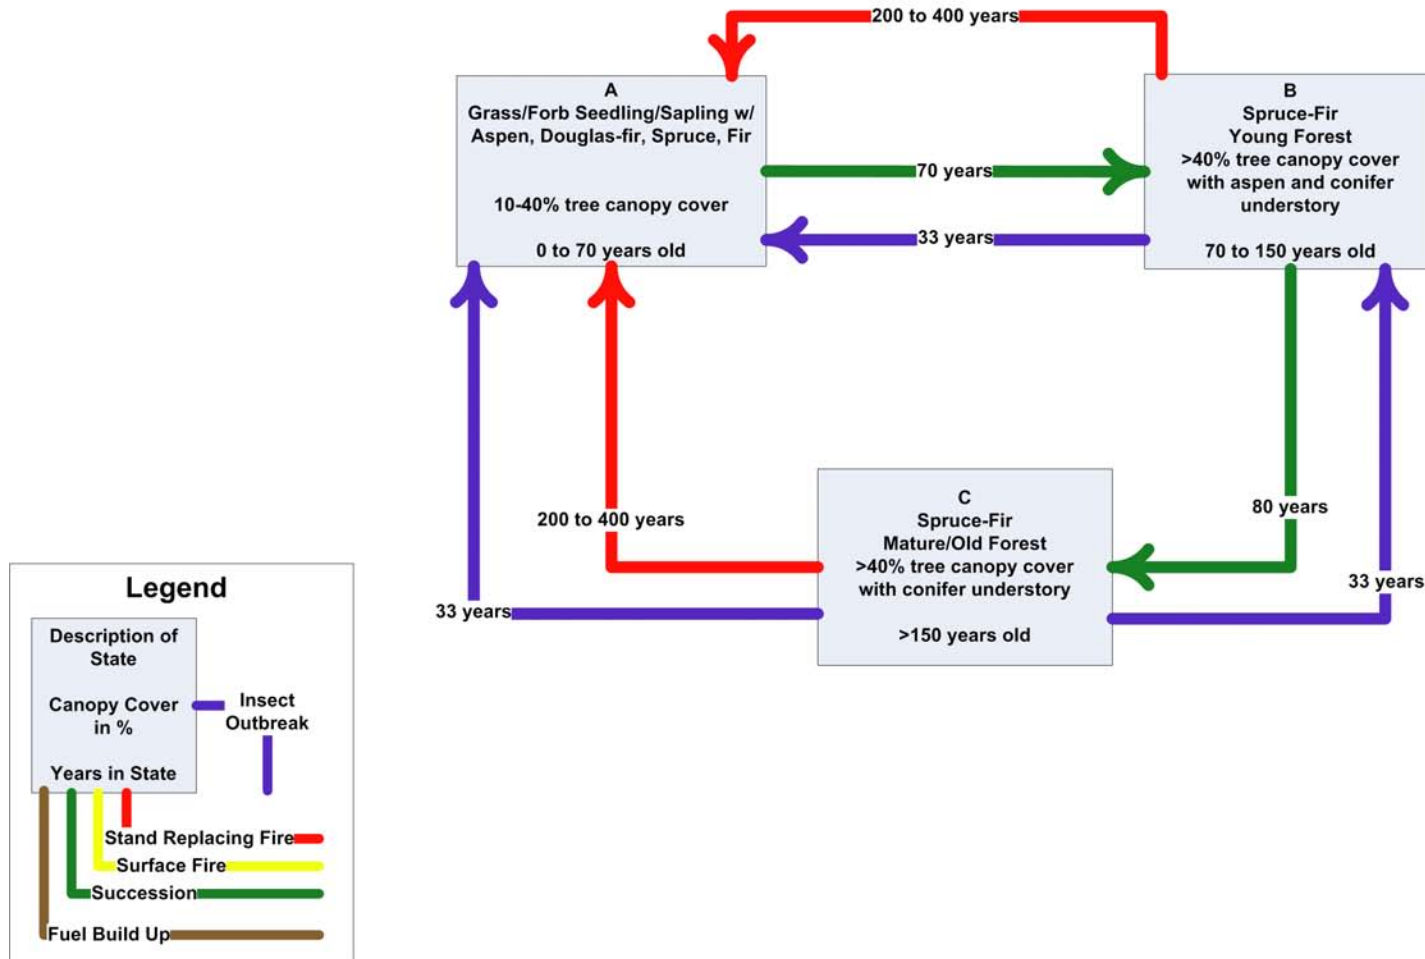 200 to 400 years
A
Grass/Forb Seedling/Sapling w/
Aspen, Douglas-fir, Spruce, Fir
10-40% tree canopy cover
0 to 70 years old
70 years
33 years
B
Spruce-Fir
Young Forest
>40% tree canopy cover
with aspen and conifer
understory
70 to 150 years old
200 to 400 years
33 years
C
Spruce-Fir
Mature/Old Forest
>40% tree canopy cover
with conifer understory
>150 years old
80 years
33 years
Legend
Description of
State
Canopy Cover
in %
Years in State
Insect
Outbreak
Stand Replacing Fire
Surface Fire
Succession
Fuel Build Up